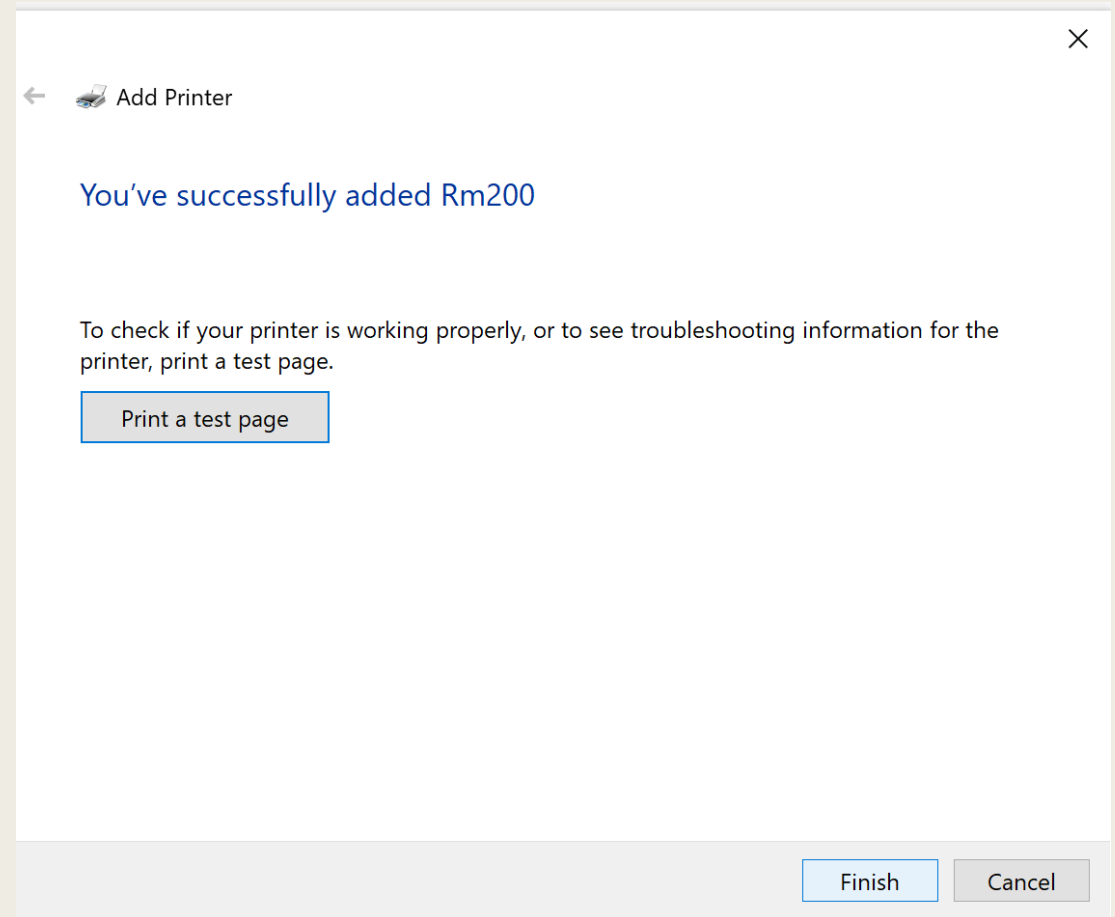 Add Printer
You’ve successfully added Rm200
To check if your printer is working properly, or to see troubleshooting information for the
printer, print a test page.
Print a test page
Finish
Cancel